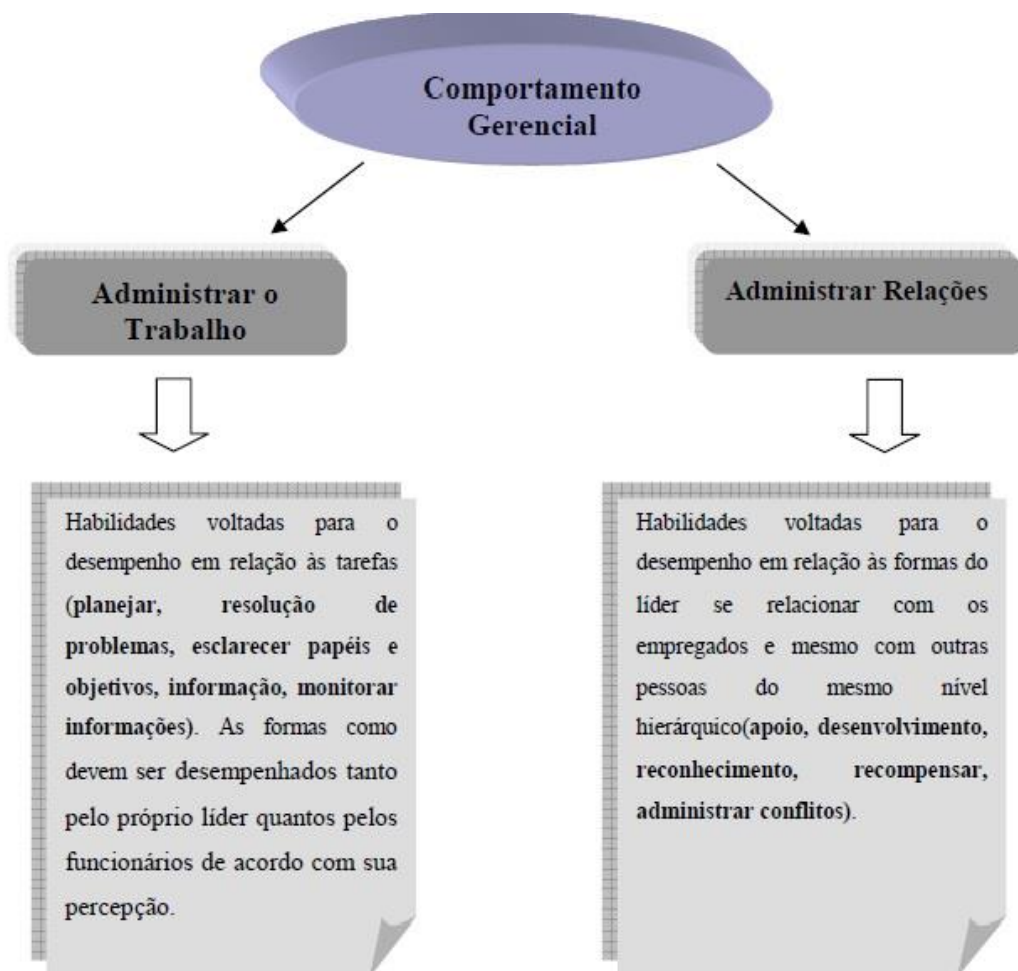 Comportamento
Gerencial
Administrar o
Trabalho
Administrar Relações
Habilidades voltadas para o
desempenho em relação às tarefas
(planejar, resolução de
problemas, esclarecer papéis e
objetivos, informação, monitorar
informações). As formas como
devem ser desempenhados tanto
pelo próprio líder quantos pelos
funcionários de acordo com sua
percepção.
Habilidades voltadas para o
desempenho em relação às formas do
líder se relacionar com os
empregados e mesmo com outras
pessoas do mesmo nível
hierárquico(apoio, desenvolvimento,
reconhecimento, recompensar,
administrar conflitos).